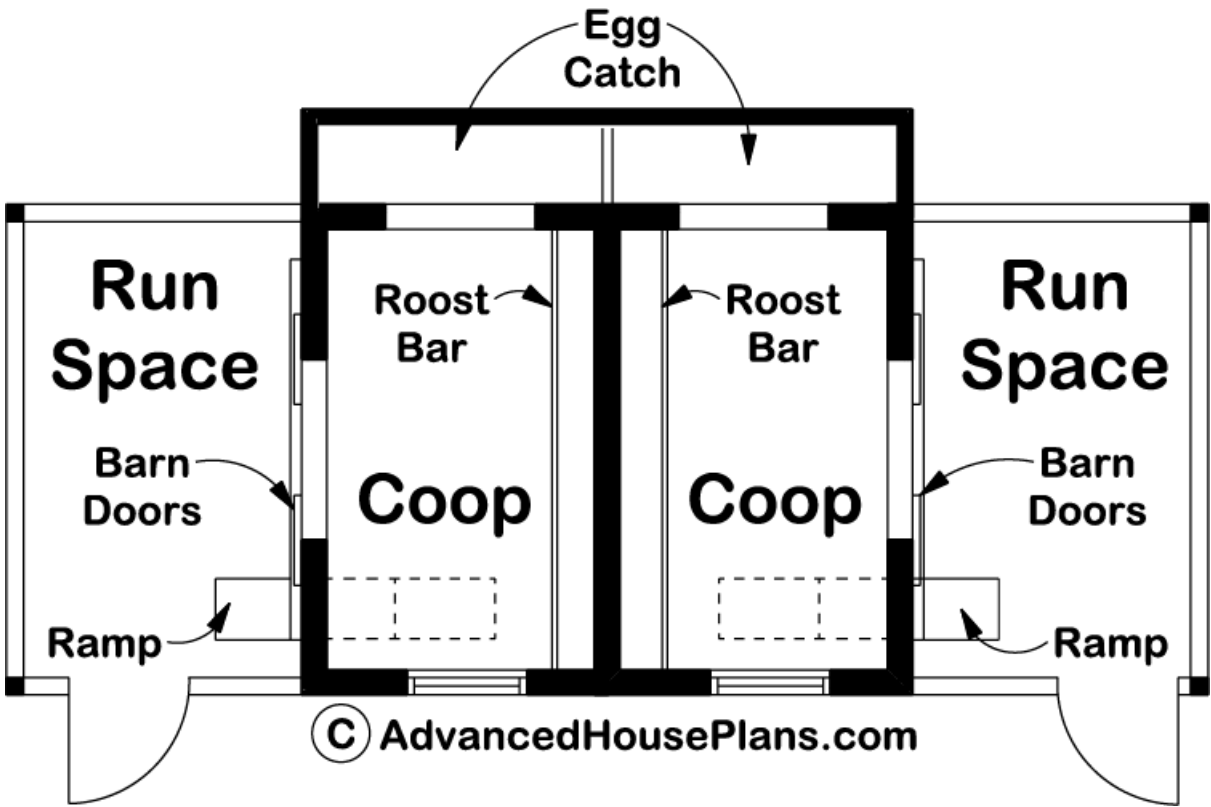 Egg
Catch
Run
Space
Roost
Bar
Roost
Bar
Run
Space
Barn
Doors
Coop
Coop
Barn
Doors
Ramp
Ramp
© AdvancedHousePlans.com